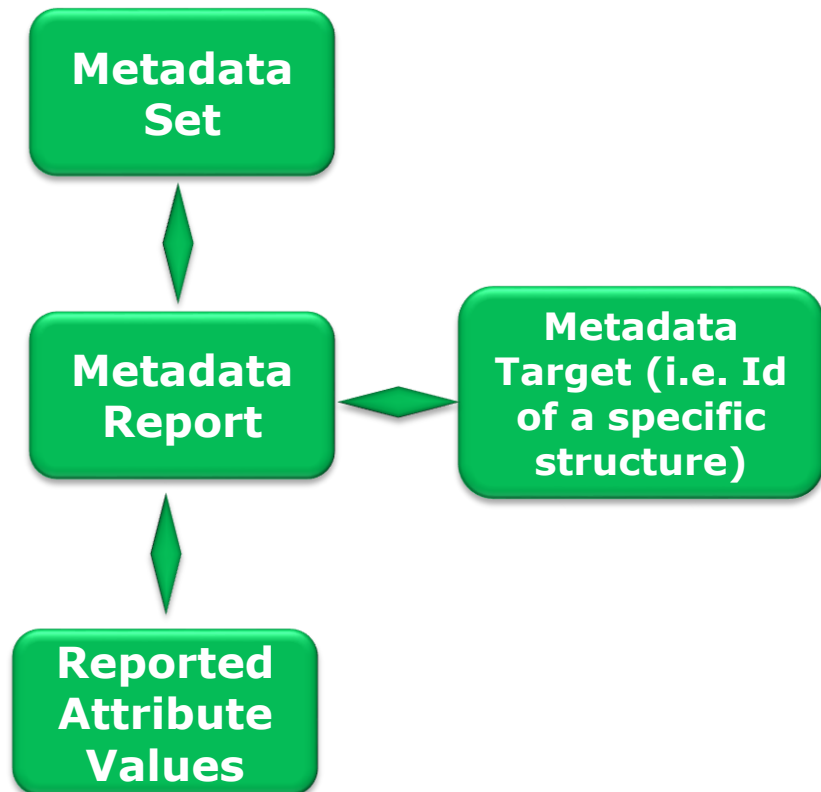 Metadata
Set
Metadata
Report
Metadata
Target (i.e. Id
of a specific
structure)
Reported
Attribute
Values